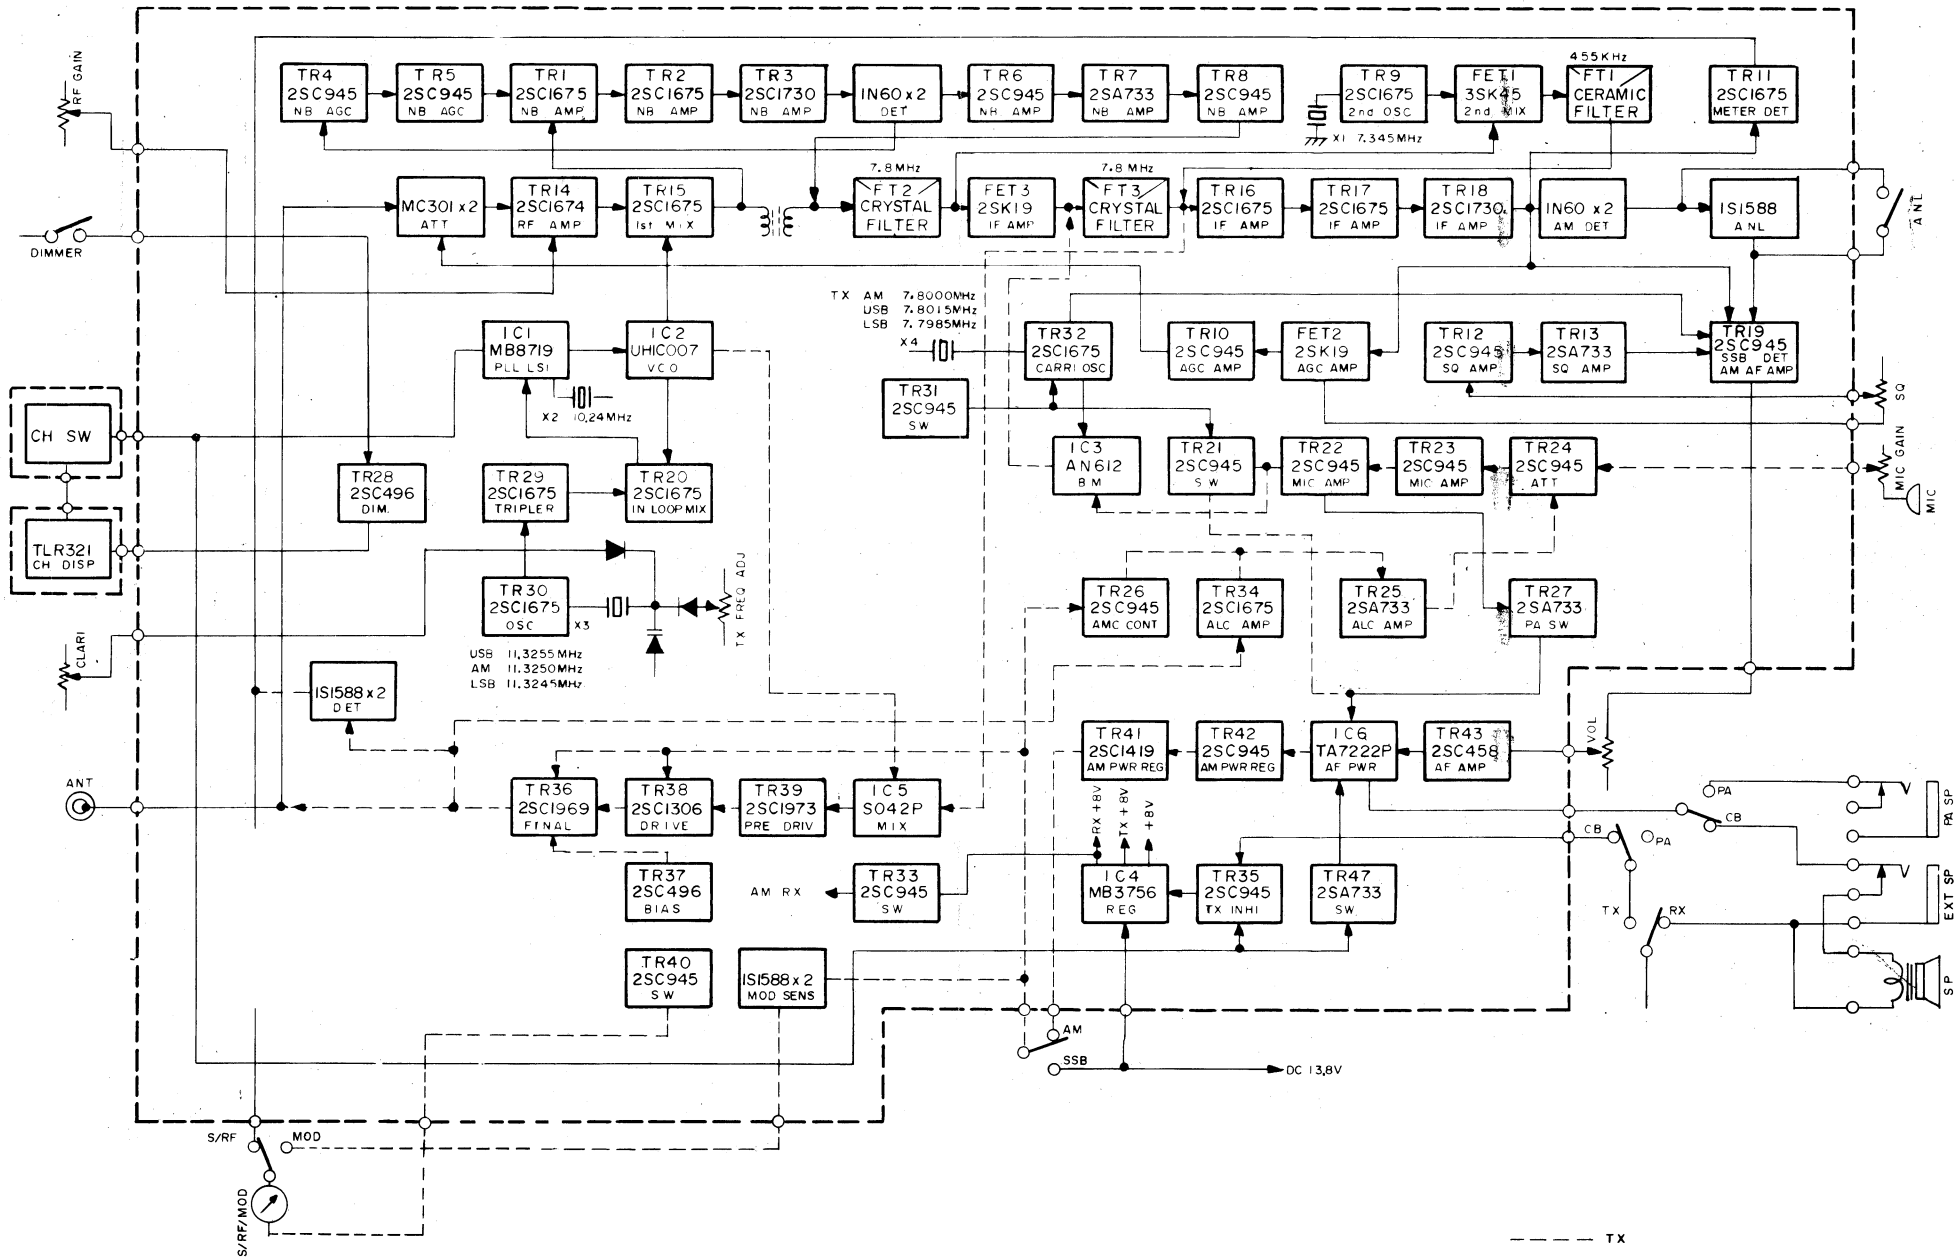 RF GAIN
TR4
2SC945
NB AGC
TR5
2SC945
NB AGC
TR1
2SC1675
NB AMP
TR2
2SC1675
NB AMP
TR3
2SC1730
NB AMP
1N60 x 2
DET
TR6
2SC945
NB AMP
TR7
2SA733
NB AMP
TR8
2SC945
NB AMP
TR9
2SC1675
2nd OSC
X1 7.345MHz
FET1
3SK45
2nd MIX
455KHz
FT1
CERAMIC
FILTER
TR11
2SC1675
METER DET
DIMMER
MC301 x 2
ATT
TR14
2SC1674
RF AMP
TR15
2SC1675
1st MIX
7.8MHz
FT2
CRYSTAL
FILTER
FET3
2SK19
IF AMP
7.8MHz
FT3
CRYSTAL
FILTER
TR16
2SC1675
IF AMP
TR17
2SC1675
IF AMP
TR18
2SC1730
IF AMP
1N60 x 2
AM DET
1S1588
ANL
ANL
TX AM 7.8000MHz
USB 7.8015MHz
LSB 7.7985MHz
X4
IC1
MB8719
PLL LSI
X2 10.24MHz
IC2
UHIC007
VCO
TR32
2SC1675
CARRI OSC
TR10
2SC945
AGC AMP
FET2
2SK19
AGC AMP
TR12
2SC945
SQ AMP
TR13
2SA733
SQ AMP
TR19
2SC945
SSB DET
AM AF AMP
TR31
2SC945
SW
SQ
CH SW
TR28
2SC496
DIM.
TR29
2SC1675
TRIPLER
TR20
2SC1675
IN LOOP MIX
IC3
AN612
BM
TR21
2SC945
SW
TR22
2SC945
MIC AMP
TR23
2SC945
MIC AMP
TR24
2SC945
ATT
MIC GAIN
MIC
TLR321
CH DISP
TR30
2SC1675
OSC
X3
TX FREQ ADJ
USB 11.3255MHz
AM 11.3250MHz
LSB 11.3245MHz
TR26
2SC945
AMC CONT
TR34
2SC1675
ALC AMP
TR25
2SA733
ALC AMP
TR27
2SA733
PA SW
CLARI
1S1588 x 2
DET
TR41
2SC1419
AM PWR REG
TR42
2SC945
AM PWR REG
IC6
TA7222P
AF PWR
TR43
2SC458
AF AMP
VOL
ANT
TR36
2SC1969
FINAL
TR38
2SC1306
DRIVE
TR39
2SC1973
PRE DRIV
IC5
S042P
MIX
RX +8V
TX +8V
+8V
PA
CB
PA SP
CB
PA
TR37
2SC496
BIAS
AM RX
TR33
2SC945
SW
IC4
MB3756
REG
TR35
2SC945
TX INHI
TR47
2SA733
SW
TX
RX
EXT SP
TR40
2SC945
SW
1S1588 x 2
MOD SENS
SP
AM
SSB
DC 13.8V
S/RF
MOD
S/RF/MOD
TX